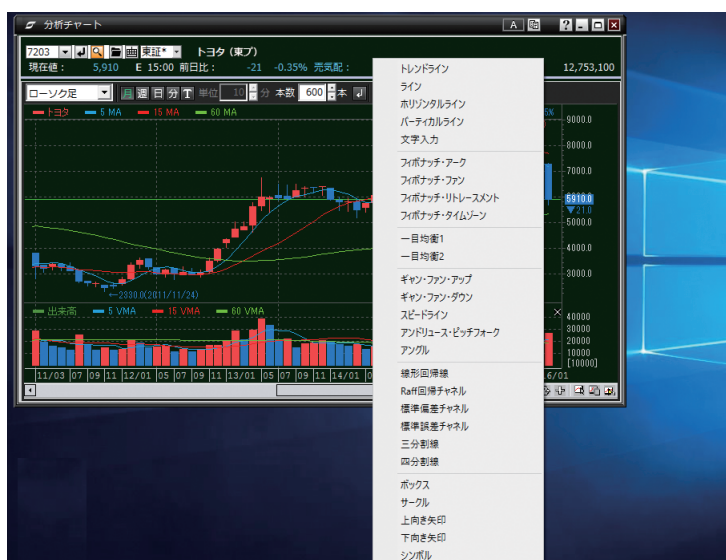 分析チャート
A
?
7203
東証*
トヨタ (東プ)
現在値： 5,910 E 15:00 前日比： -21 -0.35% 売気配：
12,753,100
ローソク足
月 週 日 分 T 単位 10 分 本数 600 本
トヨタ 5 MA 15 MA 60 MA
9000.0
8000.0
7000.0
5910.0
▼21.0
5000.0
4000.0
3000.0
←2330.0(2011/11/24)
出来高 5 VMA 15 VMA 60 VMA
40000
30000
20000
10000
[10000]
11/03 07 09 11 12/01 05 07 09 11 13/01 05 07 09 11 14/01
6/01
トレンドライン
ライン
ホリゾンタルライン
バーティカルライン
文字入力
フィボナッチ・アーク
フィボナッチ・ファン
フィボナッチ・リトレースメント
フィボナッチ・タイムゾーン
一目均衡1
一目均衡2
ギャン・ファン・アップ
ギャン・ファン・ダウン
スピードライン
アンドリュース・ピッチフォーク
アングル
線形回帰線
Raff回帰チャネル
標準偏差チャネル
標準誤差チャネル
三分割線
四分割線
ボックス
サークル
上向き矢印
下向き矢印
シンボル